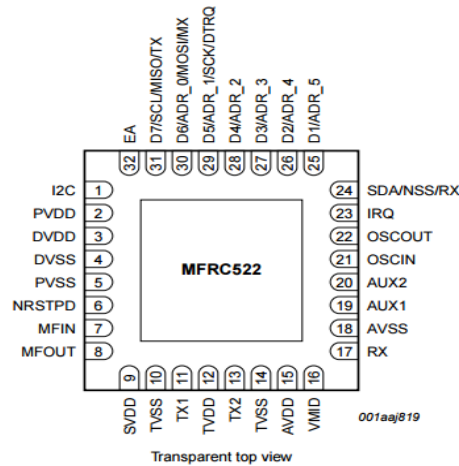 EA
D7/SCL/MISO/TX
D6/ADR_0/MOSI/MX
D5/ADR_1/SCK/DTRQ
D4/ADR_2
D3/ADR_3
D2/ADR_4
D1/ADR_5
32 31 30 29 28 27 26 25
I2C 1 24 SDA/NSS/RX
PVDD 2 23 IRQ
DVDD 3 22 OSCOUT
DVSS 4 21 OSCIN
MFRC522
PVSS 5 20 AUX2
NRSTPD 6 19 AUX1
MFIN 7 18 AVSS
MFOUT 8 17 RX
9 10 11 12 13 14 15 16
SVDD
TVSS
TX1
TVDD
TX2
TVSS
AVDD
VMID
001aaj819
Transparent top view